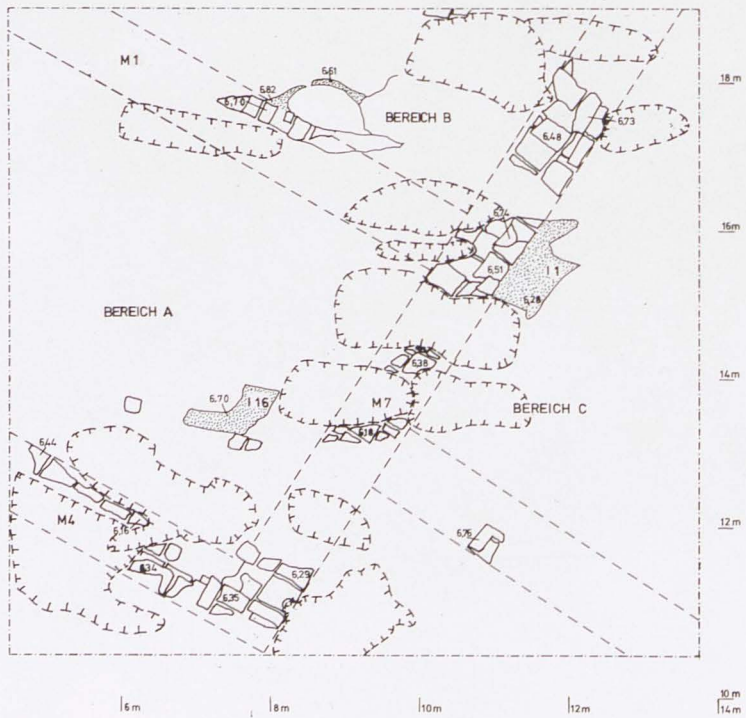 M1
6,61
6,82
6,70
BEREICH B
18m
6,73
6,48
6,74
16m
6,51
I 1
6,28
BEREICH A
14m
6,38
6,70
I 16
M7
BEREICH C
6,18
6,44
12m
M4
6,16
6,76
6,34
6,29
6,35
6m
8m
10m
12m
10m
14m